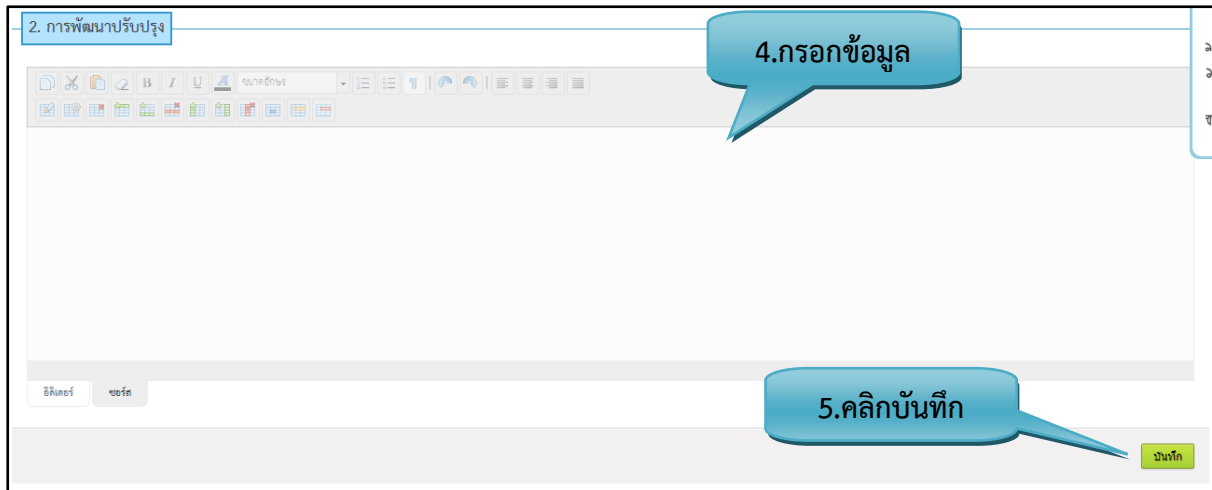 2. การพัฒนาปรับปรุง
4.กรอกข้อมูล
B I U A ขนาดอักษร
อิดิเตอร์ ซอร์ส
5.คลิกบันทึก
บันทึก